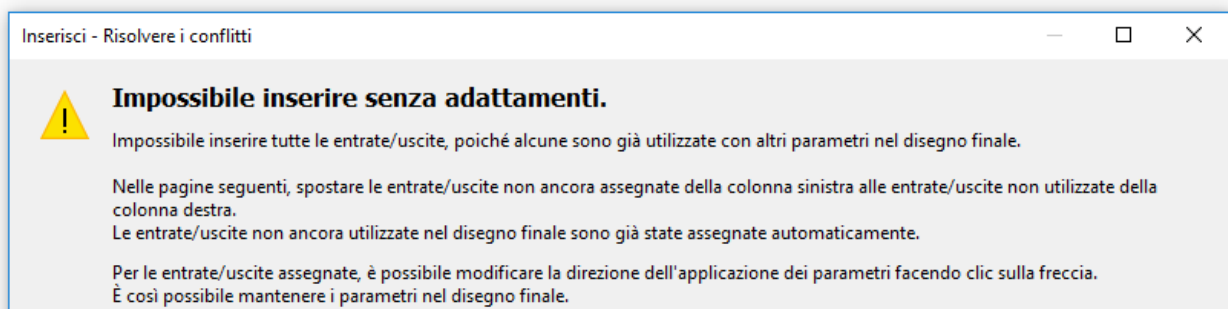 Inserisci - Risolvere i conflitti
Impossibile inserire senza adattamenti.
Impossibile inserire tutte le entrate/uscite, poiché alcune sono già utilizzate con altri parametri nel disegno finale.
Nelle pagine seguenti, spostare le entrate/uscite non ancora assegnate della colonna sinistra alle entrate/uscite non utilizzate della
colonna destra.
Le entrate/uscite non ancora utilizzate nel disegno finale sono già state assegnate automaticamente.
Per le entrate/uscite assegnate, è possibile modificare la direzione dell'applicazione dei parametri facendo clic sulla freccia.
È così possibile mantenere i parametri nel disegno finale.